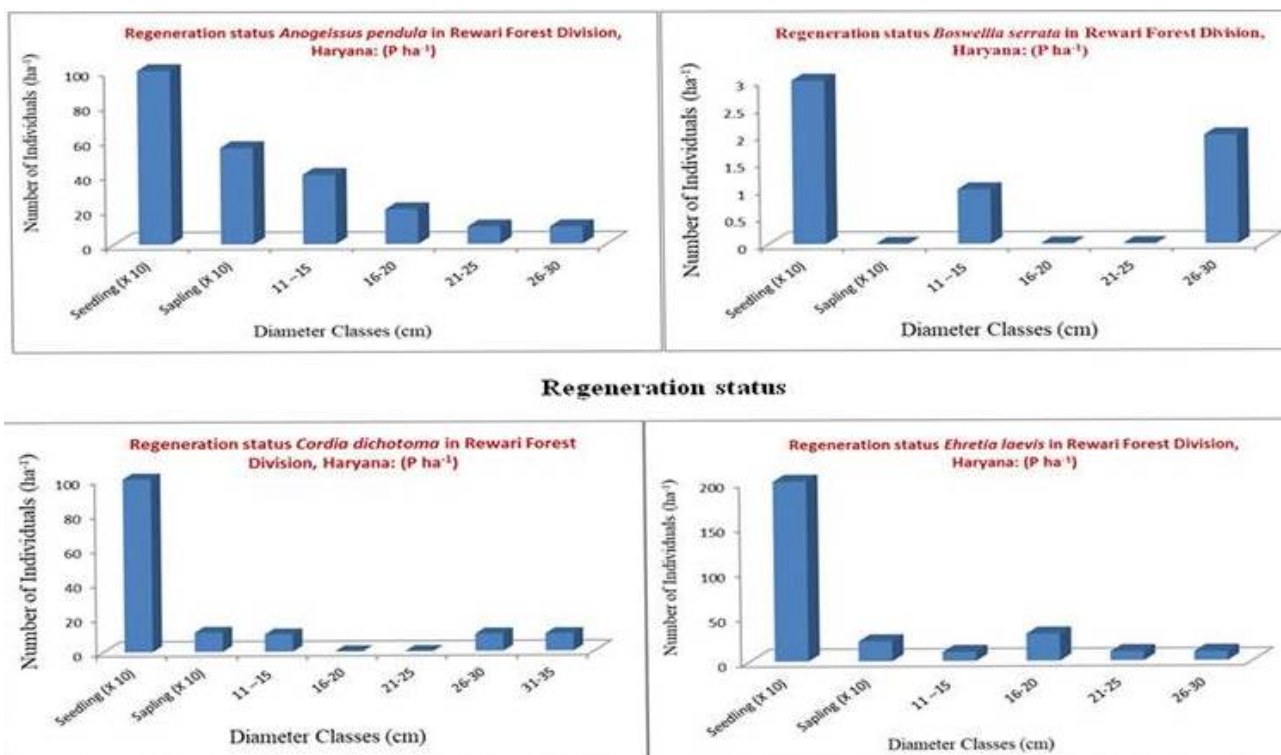 Regeneration status Anogeissus pendula in Rewari Forest Division,
Haryana: (P ha⁻¹)
Number of Individuals (ha⁻¹)
100
80
60
40
20
0
Seedling (X 10)
Sapling (X 10)
11 –15
16-20
21-25
26-30
Diameter Classes (cm)
Regeneration status Boswellia serrata in Rewari Forest Division,
Haryana: (P ha⁻¹)
Number of Individuals (ha⁻¹)
3
2.5
2
1.5
1
0.5
0
Seedling (X 10)
Sapling (X 10)
11 –15
16-20
21-25
26-30
Diameter Classes (cm)
Regeneration status
Regeneration status Cordia dichotoma in Rewari Forest
Division, Haryana: (P ha⁻¹)
Number of Individuals (ha⁻¹)
100
80
60
40
20
0
Seedling (X 10)
Sapling (X 10)
11 –15
16-20
21-25
26-30
31-35
Diameter Classes (cm)
Regeneration status Ehretia laevis in Rewari Forest Division,
Haryana: (P ha⁻¹)
Number of Individuals (ha⁻¹)
200
150
100
50
0
Seedling (X 10)
Sapling (X 10)
11 –15
16-20
21-25
26-30
Diameter Classes (cm)